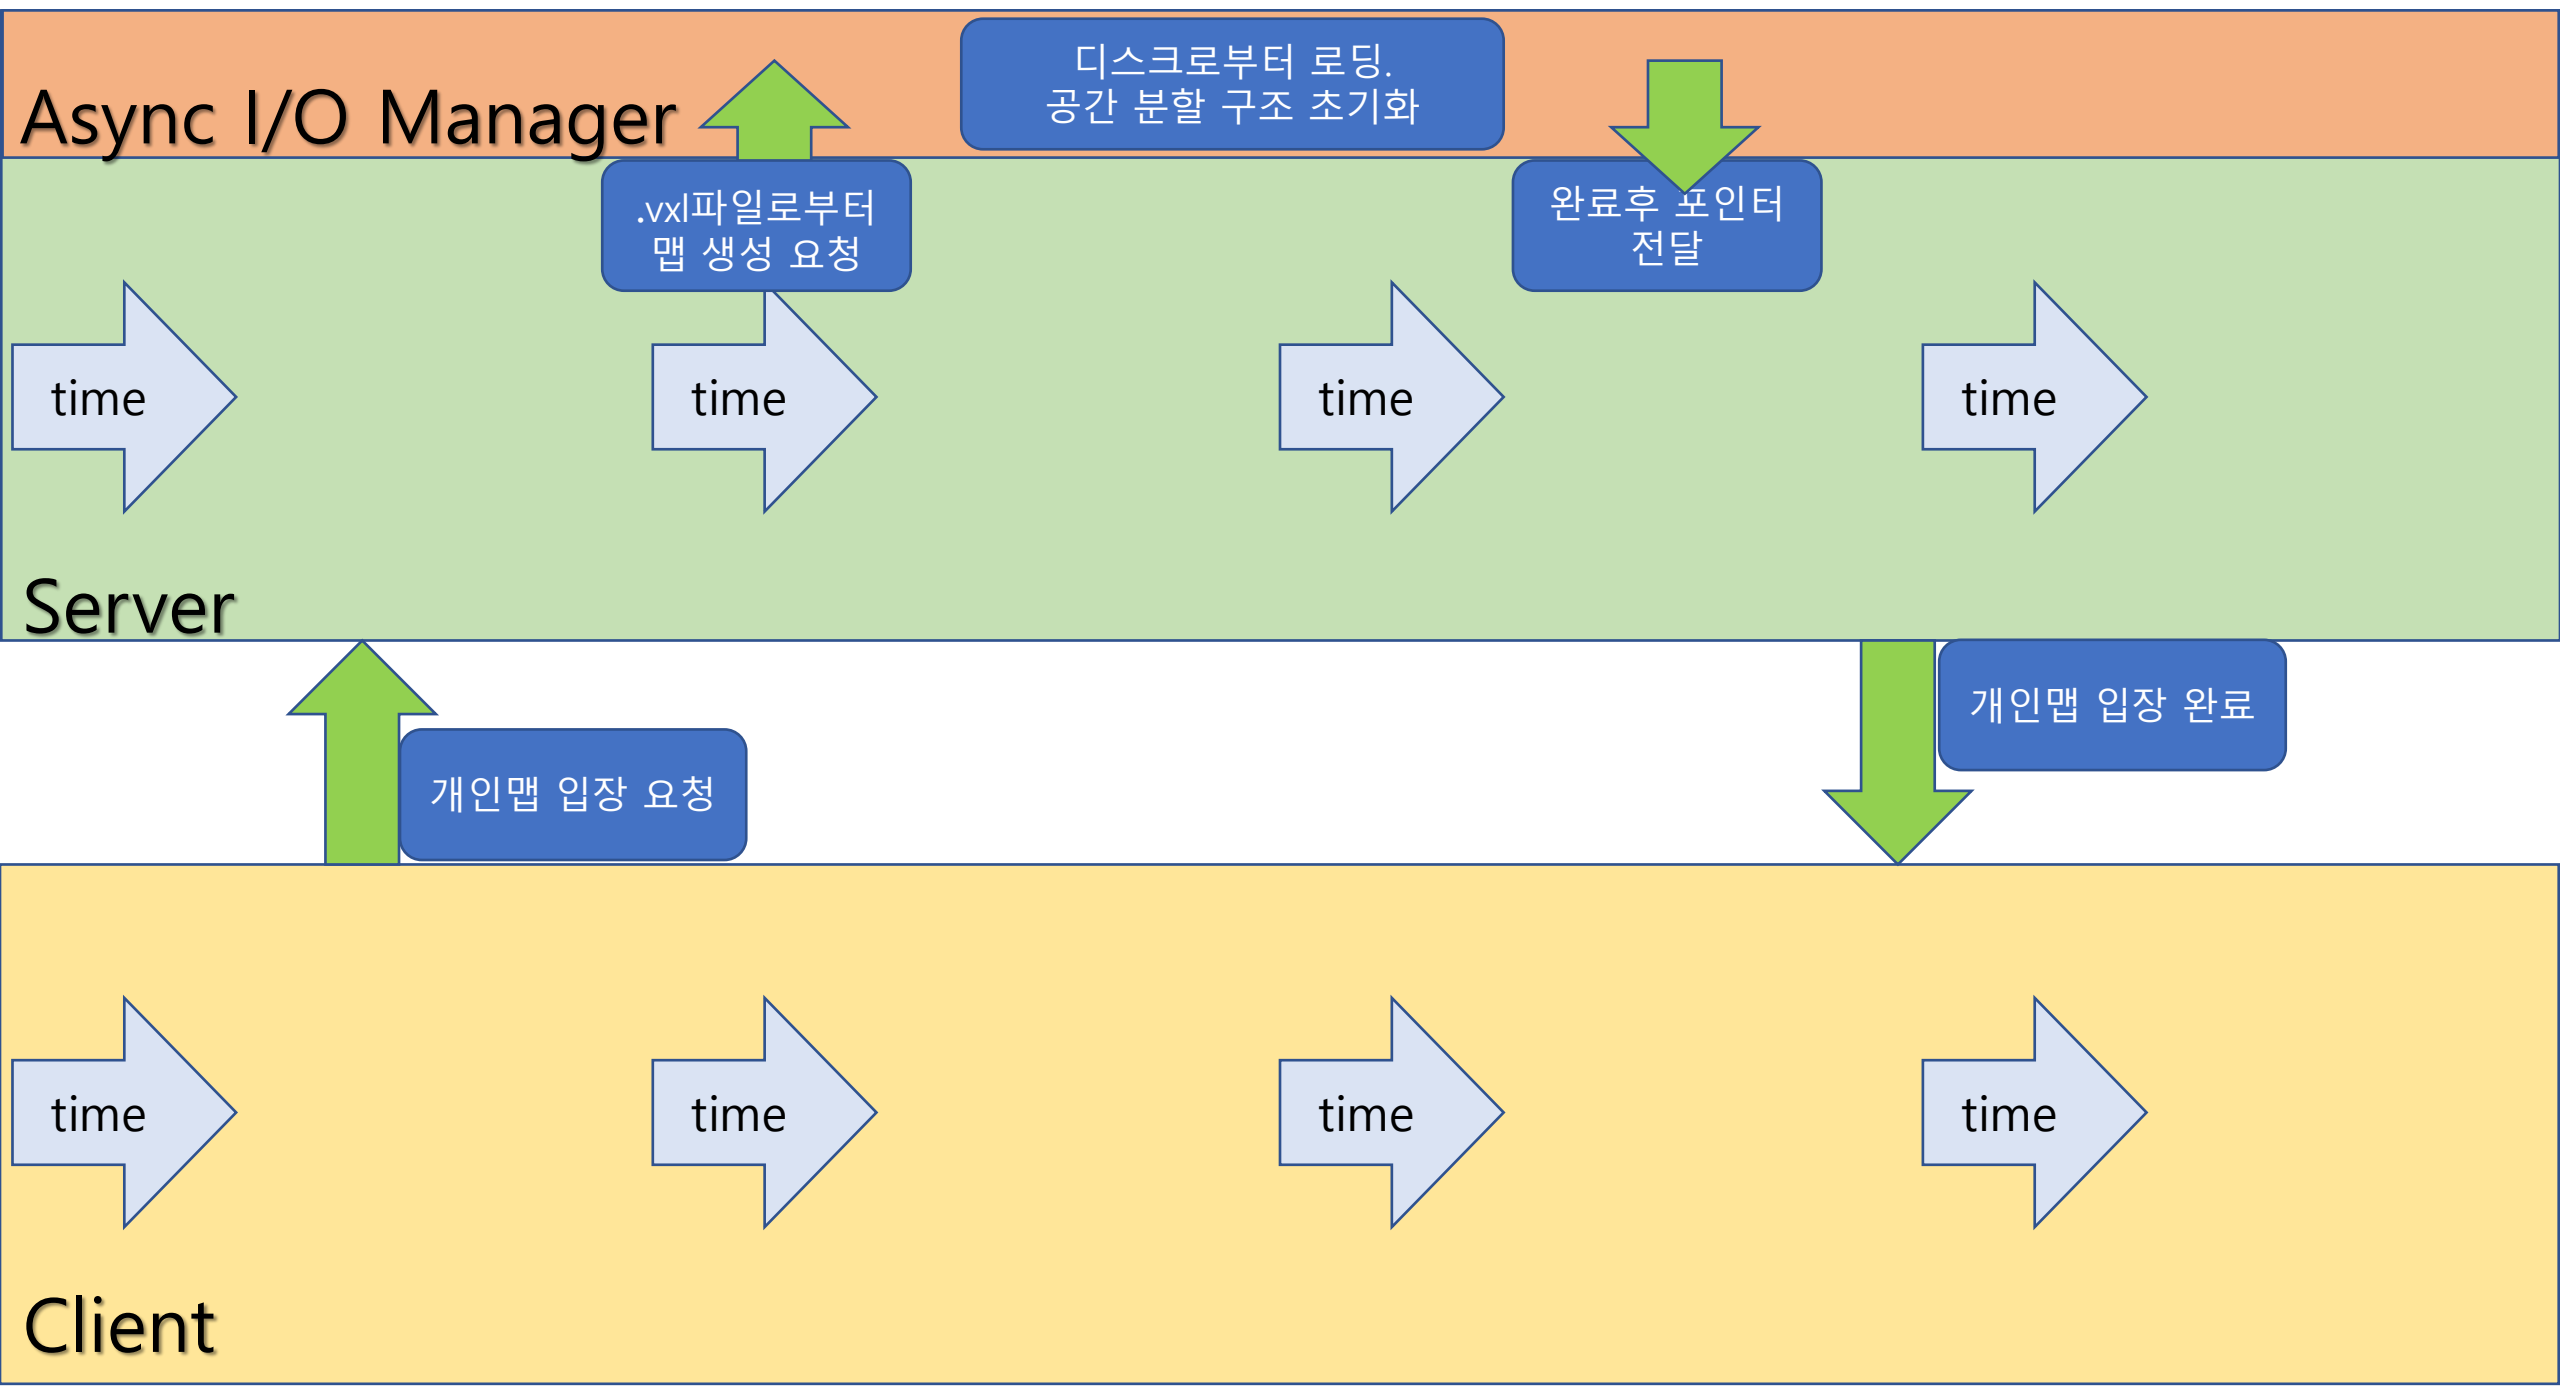 디스크로부터 로딩.
공간 분할 구조 초기화
Async I/O Manager
.vxl파일로부터
맵 생성 요청
완료후 포인터
전달
time
time
time
time
Server
개인맵 입장 요청
개인맵 입장 완료
time
time
time
time
Client